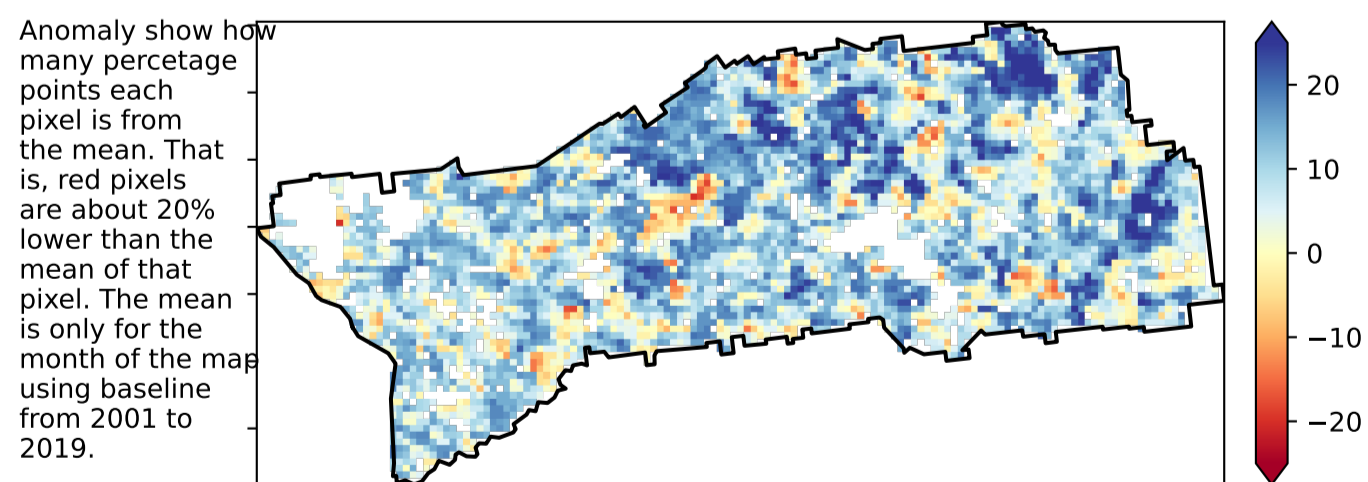 Anomaly show how
many percetage
points each
pixel is from
the mean. That
is, red pixels
are about 20%
lower than the
mean of that
pixel. The mean
is only for the
month of the map
using baseline
from 2001 to
2019.
20
10
0
−10
−20